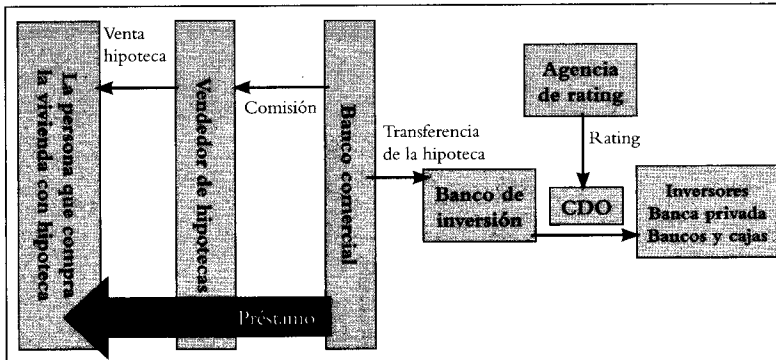 Venta
hipoteca
La persona que compra
la vivienda con hipoteca
Vendedor de hipotecas
Comisión
Banco comercial
Préstamo
Transferencia
de la hipoteca
Banco de
inversión
Agencia
de rating
Rating
CDO
Inversores
Banca privada
Bancos y cajas